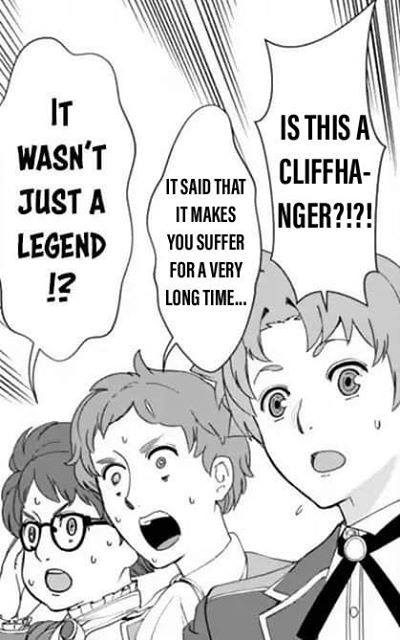 IS THIS A
CLIFFHA-
NGER?!?!
IT SAID THAT
IT MAKES
YOU SUFFER
FOR A VERY
LONG TIME...
IT
WASN'T
JUST A
LEGEND
!?